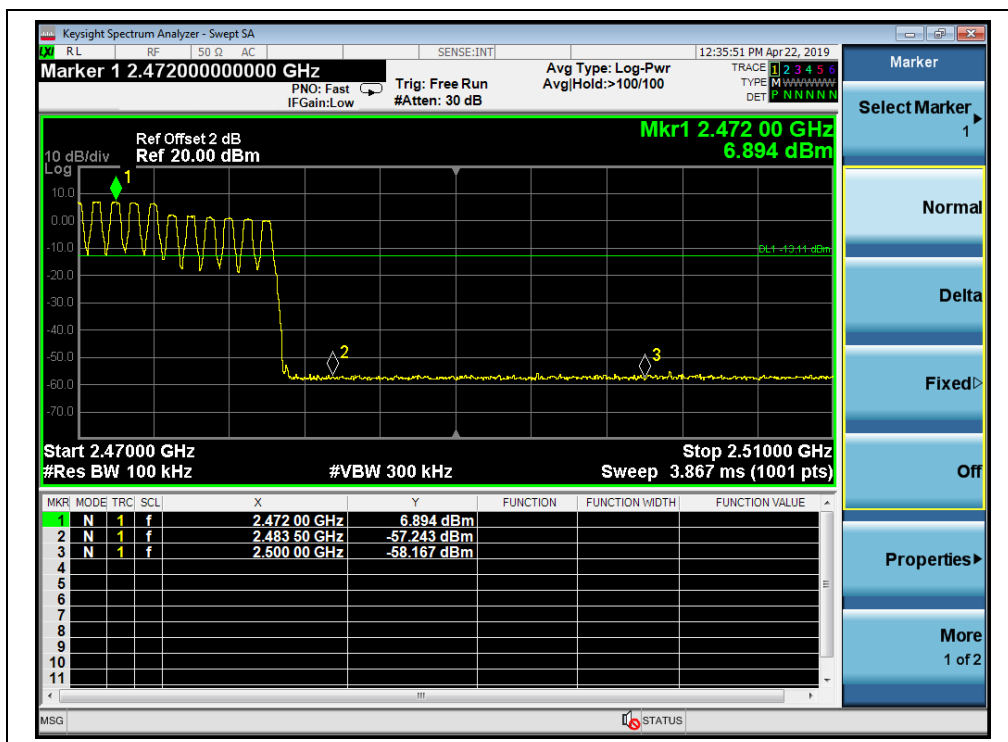 Keysight Spectrum Analyzer - Swept SA
LXI RL RF 50 Ω AC SENSE:INT 12:35:51 PM Apr 22, 2019
Marker 1 2.472000000000 GHz
PNO: Fast
IFGain:Low
Trig: Free Run
#Atten: 30 dB
Avg Type: Log-Pwr
Avg|Hold:>100/100
TRACE 1 2 3 4 5 6
TYPE M W W W W W
DET P N N N N N
Mkr1 2.472 00 GHz
6.894 dBm
Ref Offset 2 dB
10 dB/div Ref 20.00 dBm
Log
10.0
0.00
-10.0
-20.0
-30.0
-40.0
-50.0
-60.0
-70.0
1
2
3
DL1 -13.11 dBm
Start 2.47000 GHz Stop 2.51000 GHz
#Res BW 100 kHz #VBW 300 kHz Sweep 3.867 ms (1001 pts)
MKR MODE TRC SCL X Y FUNCTION FUNCTION WIDTH FUNCTION VALUE
1 N 1 f 2.472 00 GHz 6.894 dBm
2 N 1 f 2.483 50 GHz -57.243 dBm
3 N 1 f 2.500 00 GHz -58.167 dBm
4
5
6
7
8
9
10
11
MSG STATUS
Marker
Select Marker
1
Normal
Delta
Fixed
Off
Properties
More
1 of 2